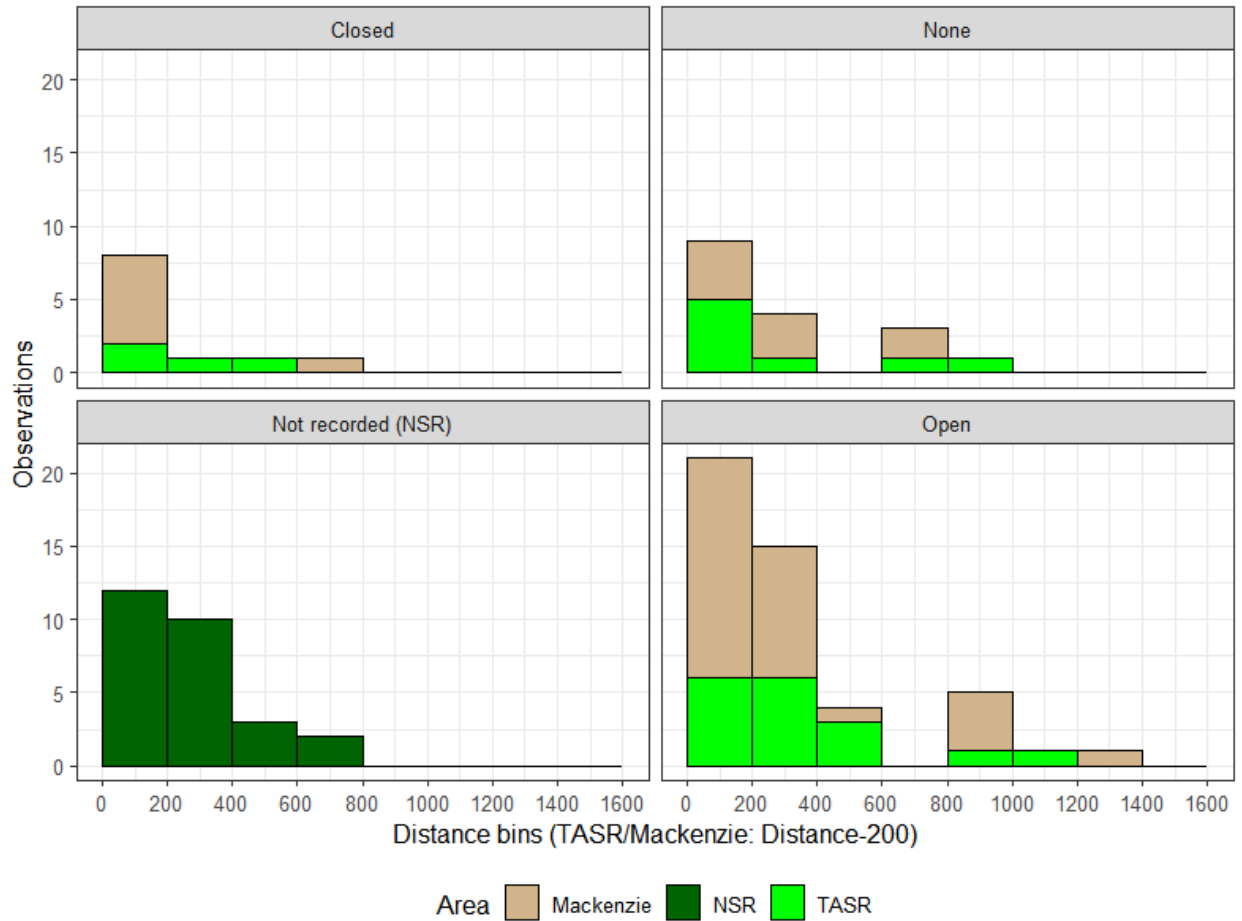 Closed
None
20
15
10
5
0
Not recorded (NSR)
Open
20
15
10
5
0
Observations
0 200 400 600 800 1000 1200 1400 1600
0 200 400 600 800 1000 1200 1400 1600
Distance bins (TASR/Mackenzie: Distance-200)
Area Mackenzie NSR TASR